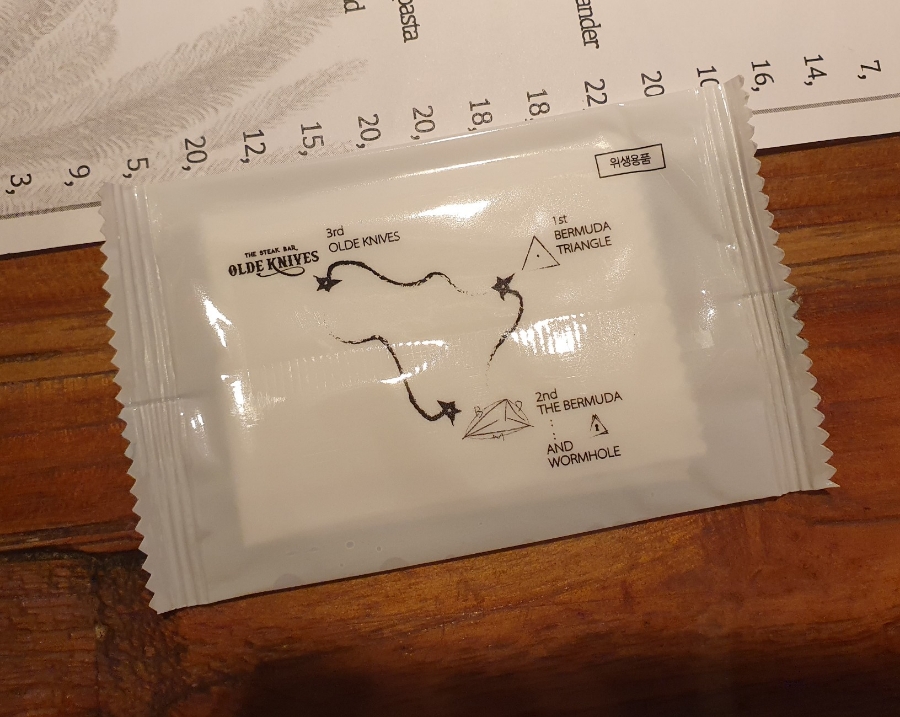 d
pasta
ander
3,
9,
5,
20,
12,
15,
20,
20,
18,
18,
22
20
10
16,
14,
7,
위생용품
3rd
OLDE KNIVES
THE STEAK BAR,
OLDE KNIVES
1st
BERMUDA
TRIANGLE
2nd
THE BERMUDA
AND
WORMHOLE